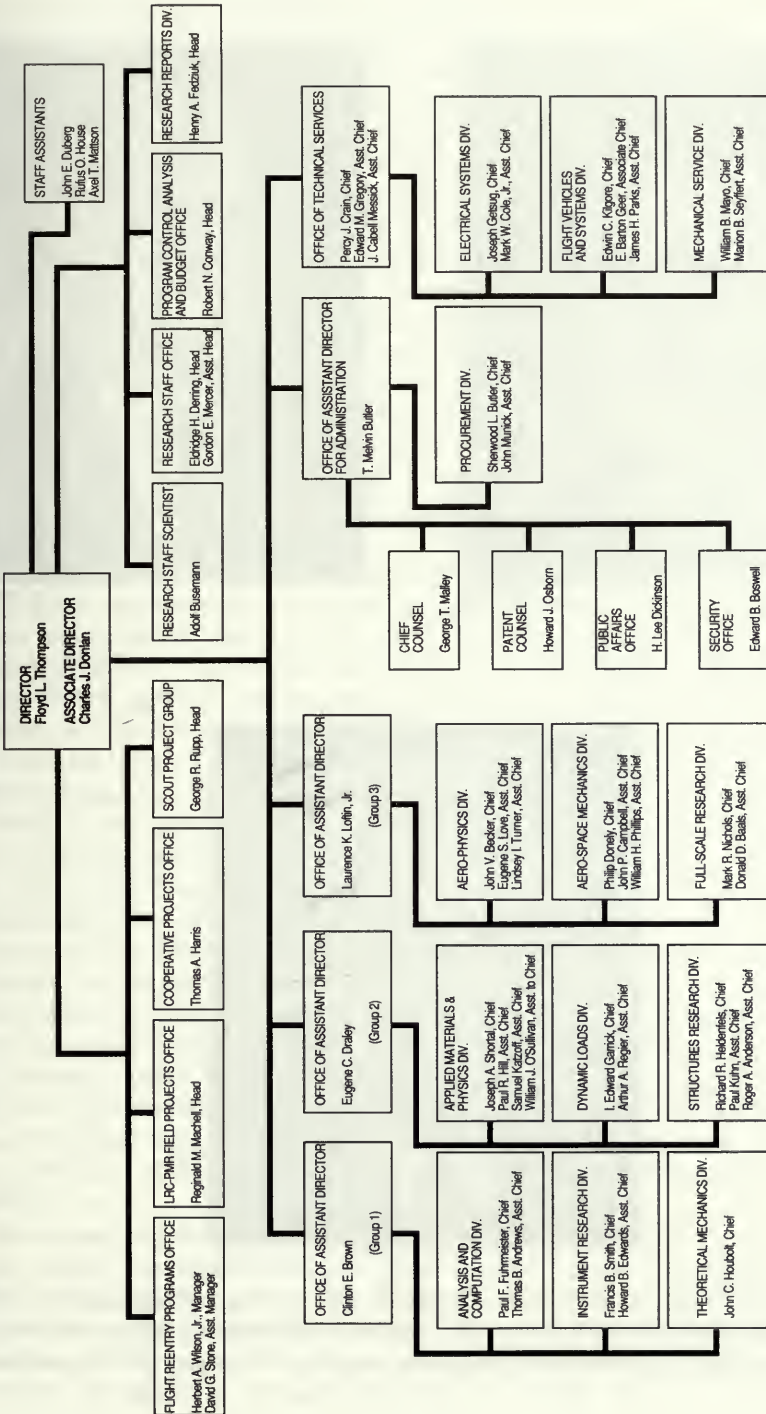 DIRECTOR
Floyd L. Thompson
ASSOCIATE DIRECTOR
Charles J. Donlan
STAFF ASSISTANTS
John E. Duberg
Rufus O. House
Axel T. Mattson
FLIGHT REENTRY PROGRAMS OFFICE
Herbert A. Wilson, Jr., Manager
David G. Stone, Asst. Manager
LRC-PMR FIELD PROJECTS OFFICE
Reginald M. Machell, Head
COOPERATIVE PROJECTS OFFICE
Thomas A. Harris
SCOUT PROJECT GROUP
George R. Rupp, Head
RESEARCH STAFF SCIENTIST
Adolf Busemann
RESEARCH STAFF OFFICE
Eldridge H. Derring, Head
Gordon E. Mercer, Asst. Head
PROGRAM CONTROL ANALYSIS
AND BUDGET OFFICE
Robert N. Conway, Head
RESEARCH REPORTS DIV.
Henry A. Fedziuk, Head
OFFICE OF ASSISTANT DIRECTOR
Clinton E. Brown
(Group 1)
ANALYSIS AND
COMPUTATION DIV.
Paul F. Fuhrmeister, Chief
Thomas B. Andrews, Asst. Chief
INSTRUMENT RESEARCH DIV.
Francis B. Smith, Chief
Howard B. Edwards, Asst. Chief
THEORETICAL MECHANICS DIV.
John C. Houbolt, Chief
OFFICE OF ASSISTANT DIRECTOR
Eugene C. Draley
(Group 2)
APPLIED MATERIALS &
PHYSICS DIV.
Joseph A. Shortal, Chief
Paul R. Hill, Asst. Chief
Samuel Katzoff, Asst. Chief
William J. O'Sullivan, Asst. to Chief
DYNAMIC LOADS DIV.
I. Edward Garrick, Chief
Arthur A. Regier, Asst. Chief
STRUCTURES RESEARCH DIV.
Richard R. Heldenfels, Chief
Paul Kuhn, Asst. Chief
Roger A. Anderson, Asst. Chief
OFFICE OF ASSISTANT DIRECTOR
Laurence K. Loftin, Jr.
(Group 3)
AERO-PHYSICS DIV.
John V. Becker, Chief
Eugene S. Love, Asst. Chief
Lindsey I. Turner, Asst. Chief
AERO-SPACE MECHANICS DIV.
Philip Donely, Chief
John P. Campbell, Asst. Chief
William H. Phillips, Asst. Chief
FULL-SCALE RESEARCH DIV.
Mark R. Nichols, Chief
Donald D. Baals, Asst. Chief
OFFICE OF ASSISTANT DIRECTOR
FOR ADMINISTRATION
T. Melvin Butler
CHIEF
COUNSEL
George T. Malley
PATENT
COUNSEL
Howard J. Osborn
PUBLIC
AFFAIRS
OFFICE
H. Lee Dickinson
SECURITY
OFFICE
Edward B. Boswell
PROCUREMENT DIV.
Sherwood L. Butler, Chief
John Munick, Asst. Chief
OFFICE OF TECHNICAL SERVICES
Percy J. Crain, Chief
Edward M. Gregory, Asst. Chief
J. Cabell Messick, Asst. Chief
ELECTRICAL SYSTEMS DIV.
Joseph Getsug, Chief
Mark W. Cole, Jr., Asst. Chief
FLIGHT VEHICLES
AND SYSTEMS DIV.
Edwin C. Kilgore, Chief
E. Barton Geer, Associate Chief
James H. Parks, Asst. Chief
MECHANICAL SERVICE DIV.
William B. Mayo, Chief
Marion B. Seyffert, Asst. Chief